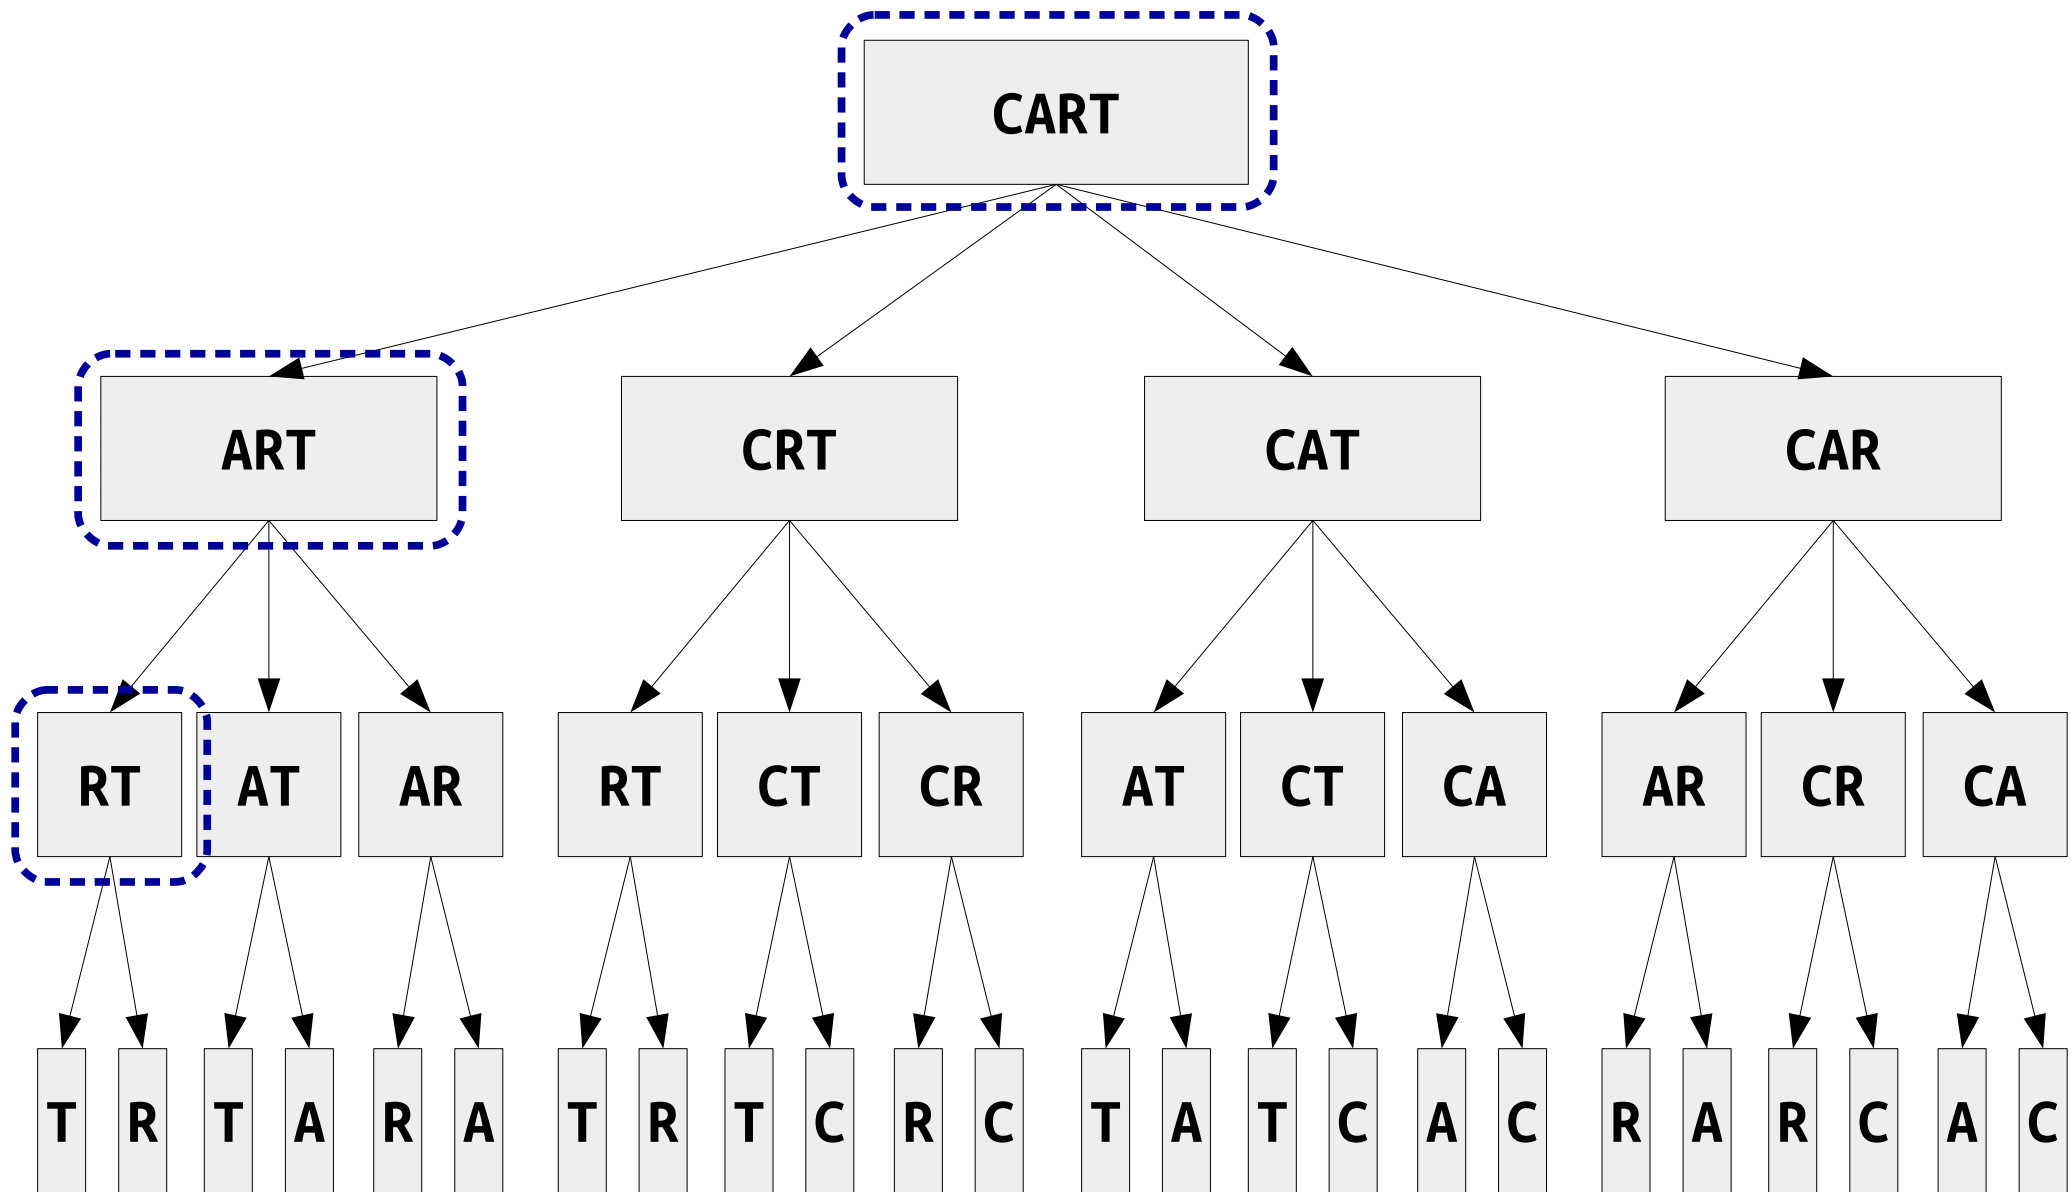 CART
ART CRT CAT CAR
RT AT AR RT CT CR AT CT CA AR CR CA
T R T A R A T R T C R C T A T C A C R A R C A C